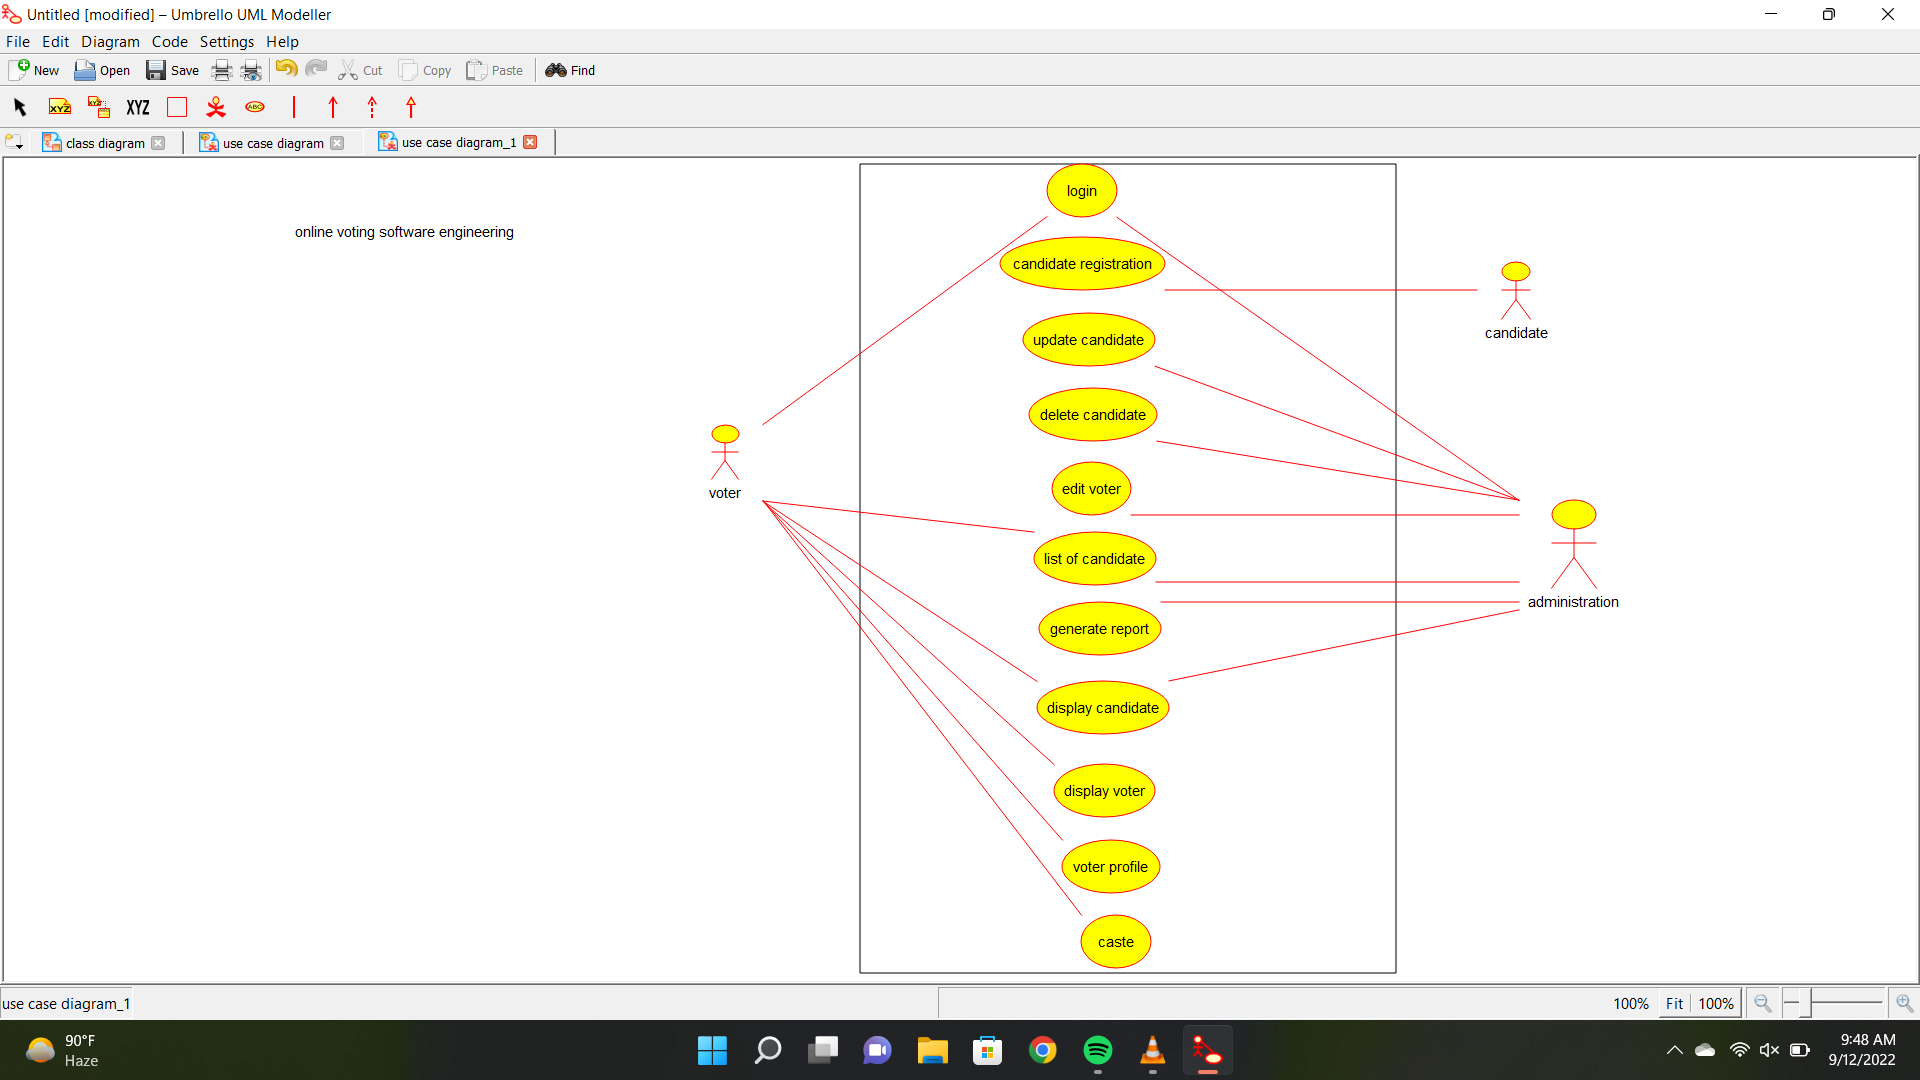 Untitled [modified] – Umbrello UML Modeller
File Edit Diagram Code Settings Help
New Open Save Cut Copy Paste Find
XYZ XYZ XYZ ABC
class diagram use case diagram use case diagram_1
login
online voting software engineering
candidate registration
candidate
update candidate
delete candidate
edit voter
voter
list of candidate
administration
generate report
display candidate
display voter
voter profile
caste
use case diagram_1 100% Fit 100%
90°F
Haze
9:48 AM
9/12/2022